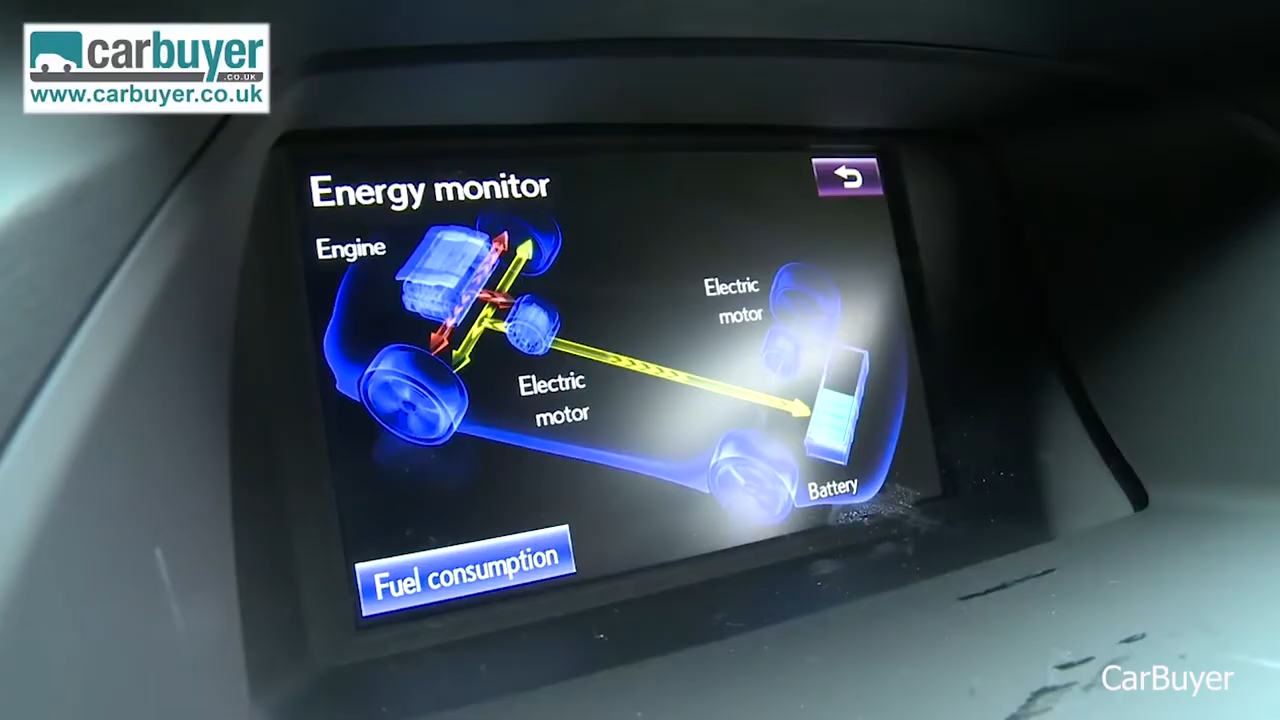 carbuyer
.CO.UK
www.carbuyer.co.uk
Energy monitor
Engine
Electric
motor
Electric
motor
Battery
Fuel consumption
CarBuyer